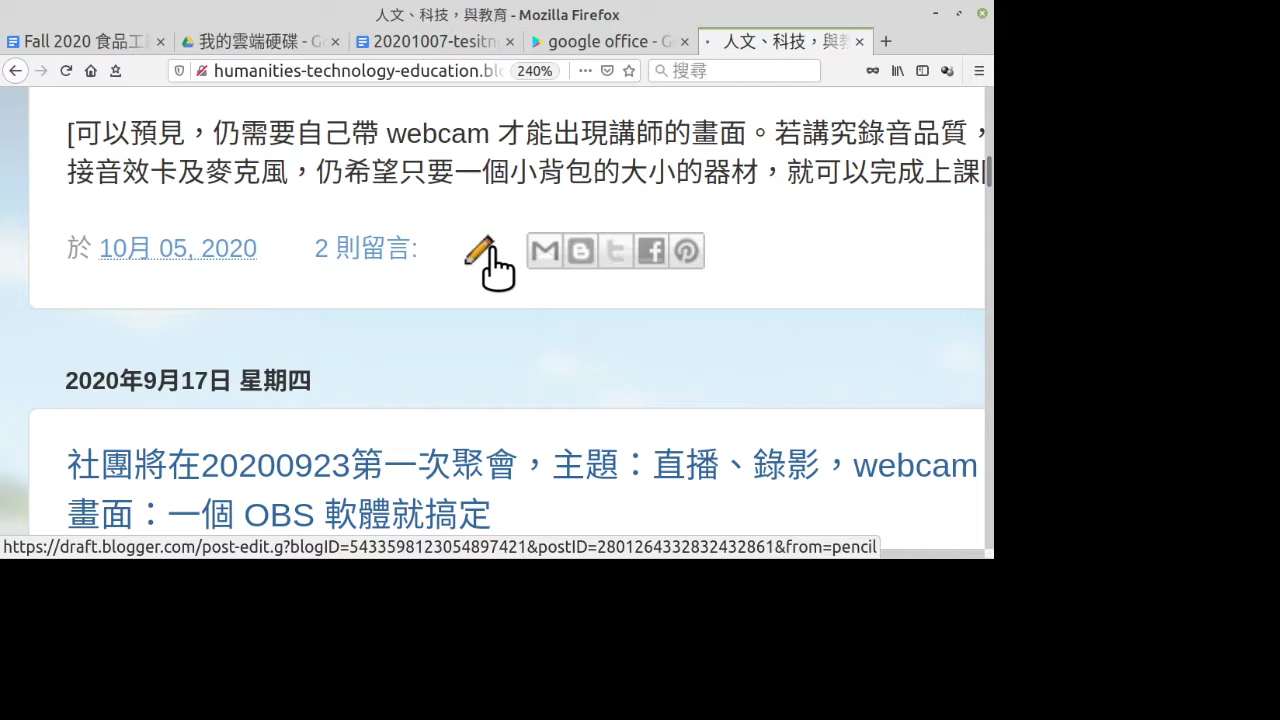 人文、科技，與教育 - Mozilla Firefox
Fall 2020 食品工
我的雲端硬碟 - G
20201007-tesitn
google office - G
人文、科技，與
humanities-technology-education.bl
240%
搜尋
[可以預見，仍需要自己帶 webcam 才能出現講師的畫面。若講究錄音品質，
接音效卡及麥克風，仍希望只要一個小背包的大小的器材，就可以完成上課
於 10月 05, 2020 2 則留言:
2020年9月17日 星期四
社團將在20200923第一次聚會，主題：直播、錄影，webcam
畫面：一個 OBS 軟體就搞定
https://draft.blogger.com/post-edit.g?blogID=5433598123054897421&postID=2801264332832432861&from=pencil